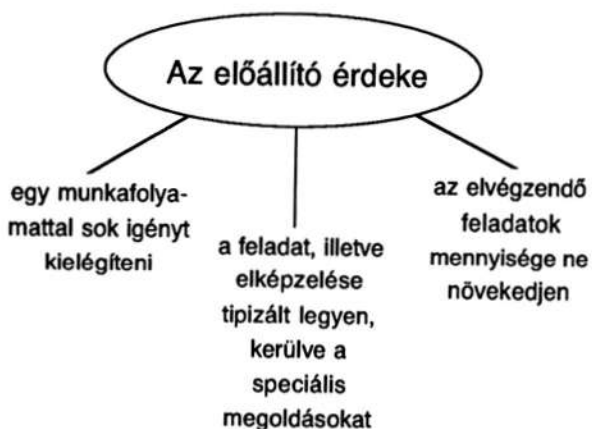 Az előállító érdeke
egy munkafolya-
mattal sok igényt
kielégíteni
a feladat, illetve
elképzelése
tipizált legyen,
kerülve a
speciális
megoldásokat
az elvégzendő
feladatok
mennyisége ne
növekedjen